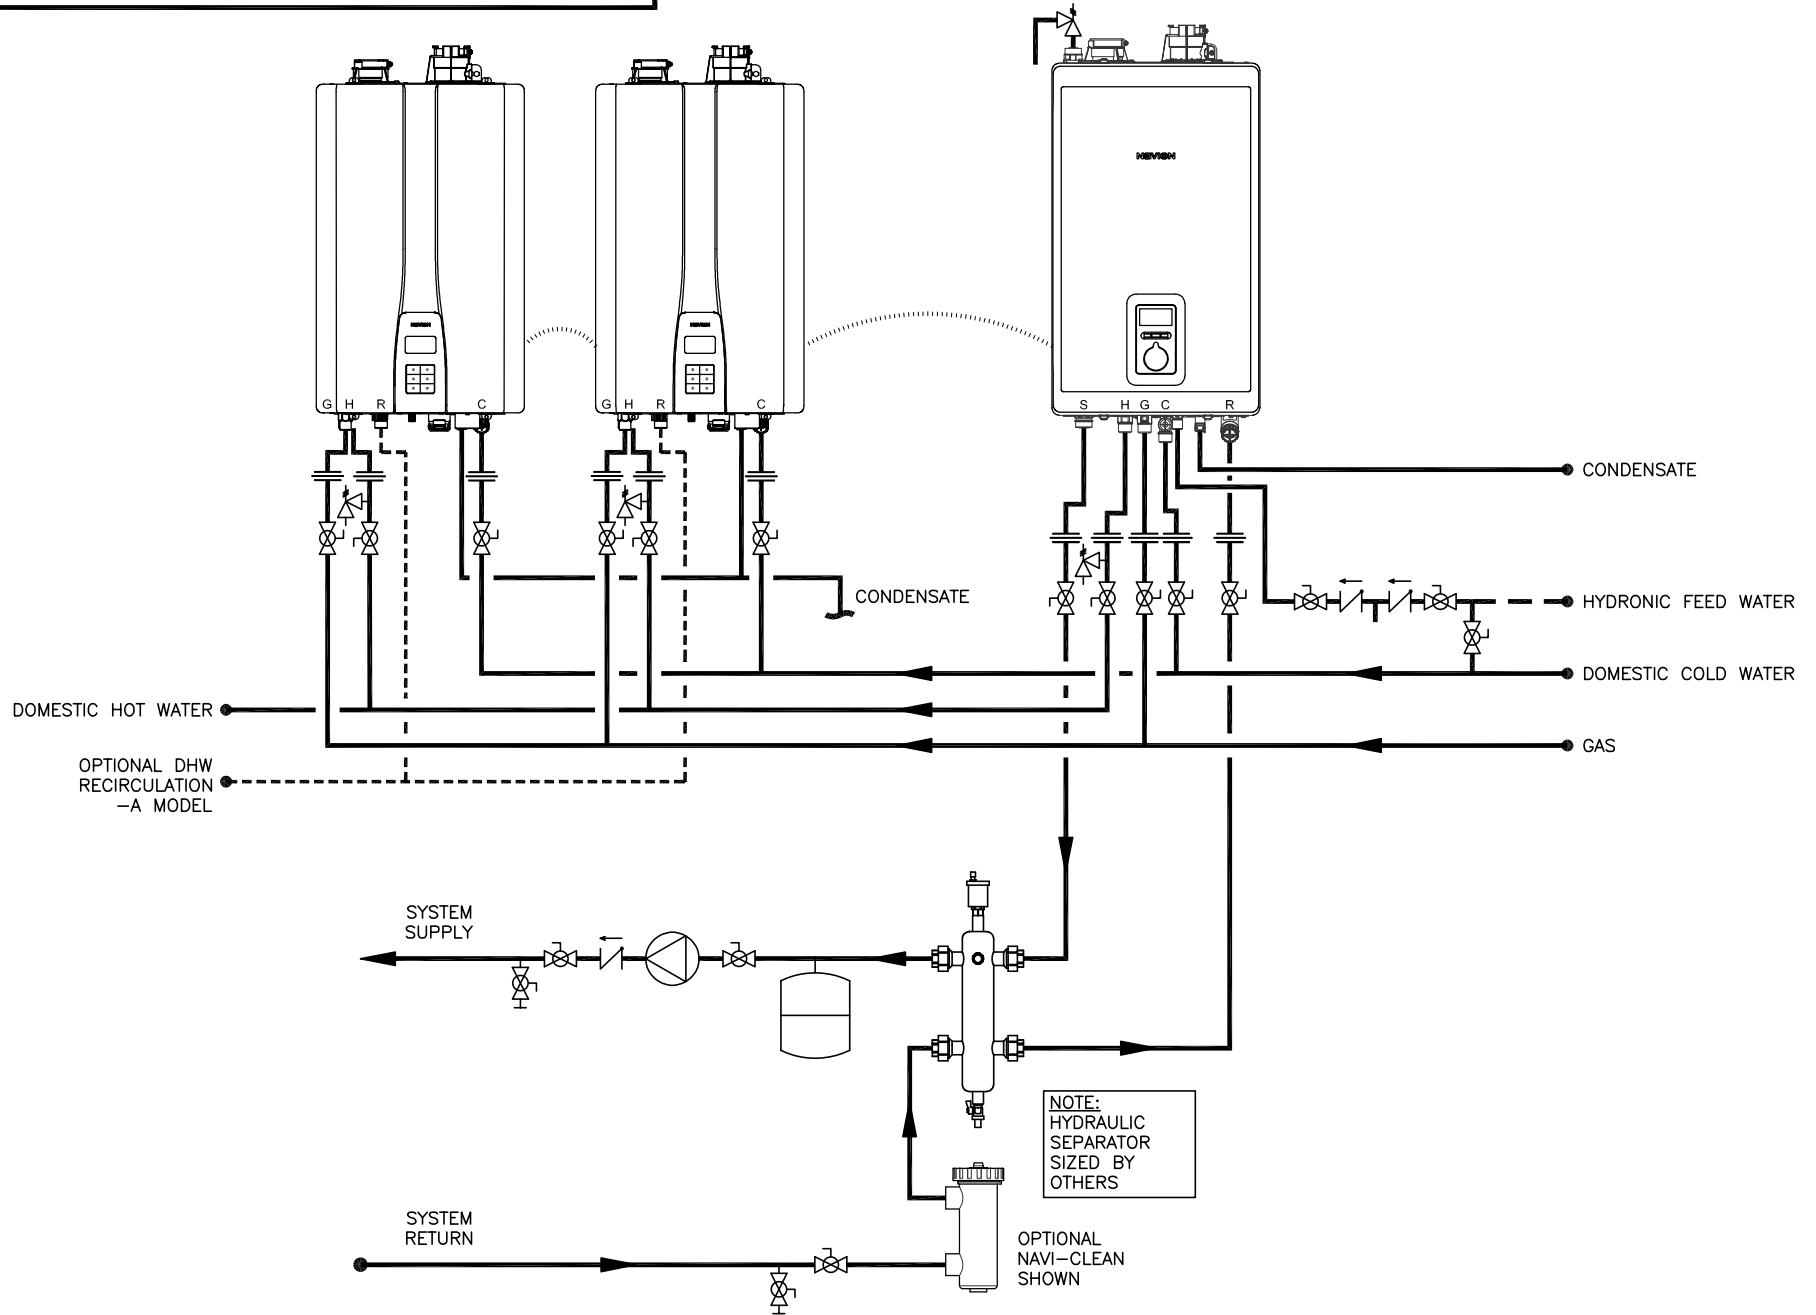 NAVIEN
NAVIEN
NAVIEN
G H R C
G H R C
S H G C R
CONDENSATE
CONDENSATE
HYDRONIC FEED WATER
DOMESTIC COLD WATER
DOMESTIC HOT WATER
GAS
OPTIONAL DHW
RECIRCULATION
-A MODEL
SYSTEM
SUPPLY
NOTE:
HYDRAULIC
SEPARATOR
SIZED BY
OTHERS
SYSTEM
RETURN
OPTIONAL
NAVI-CLEAN
SHOWN